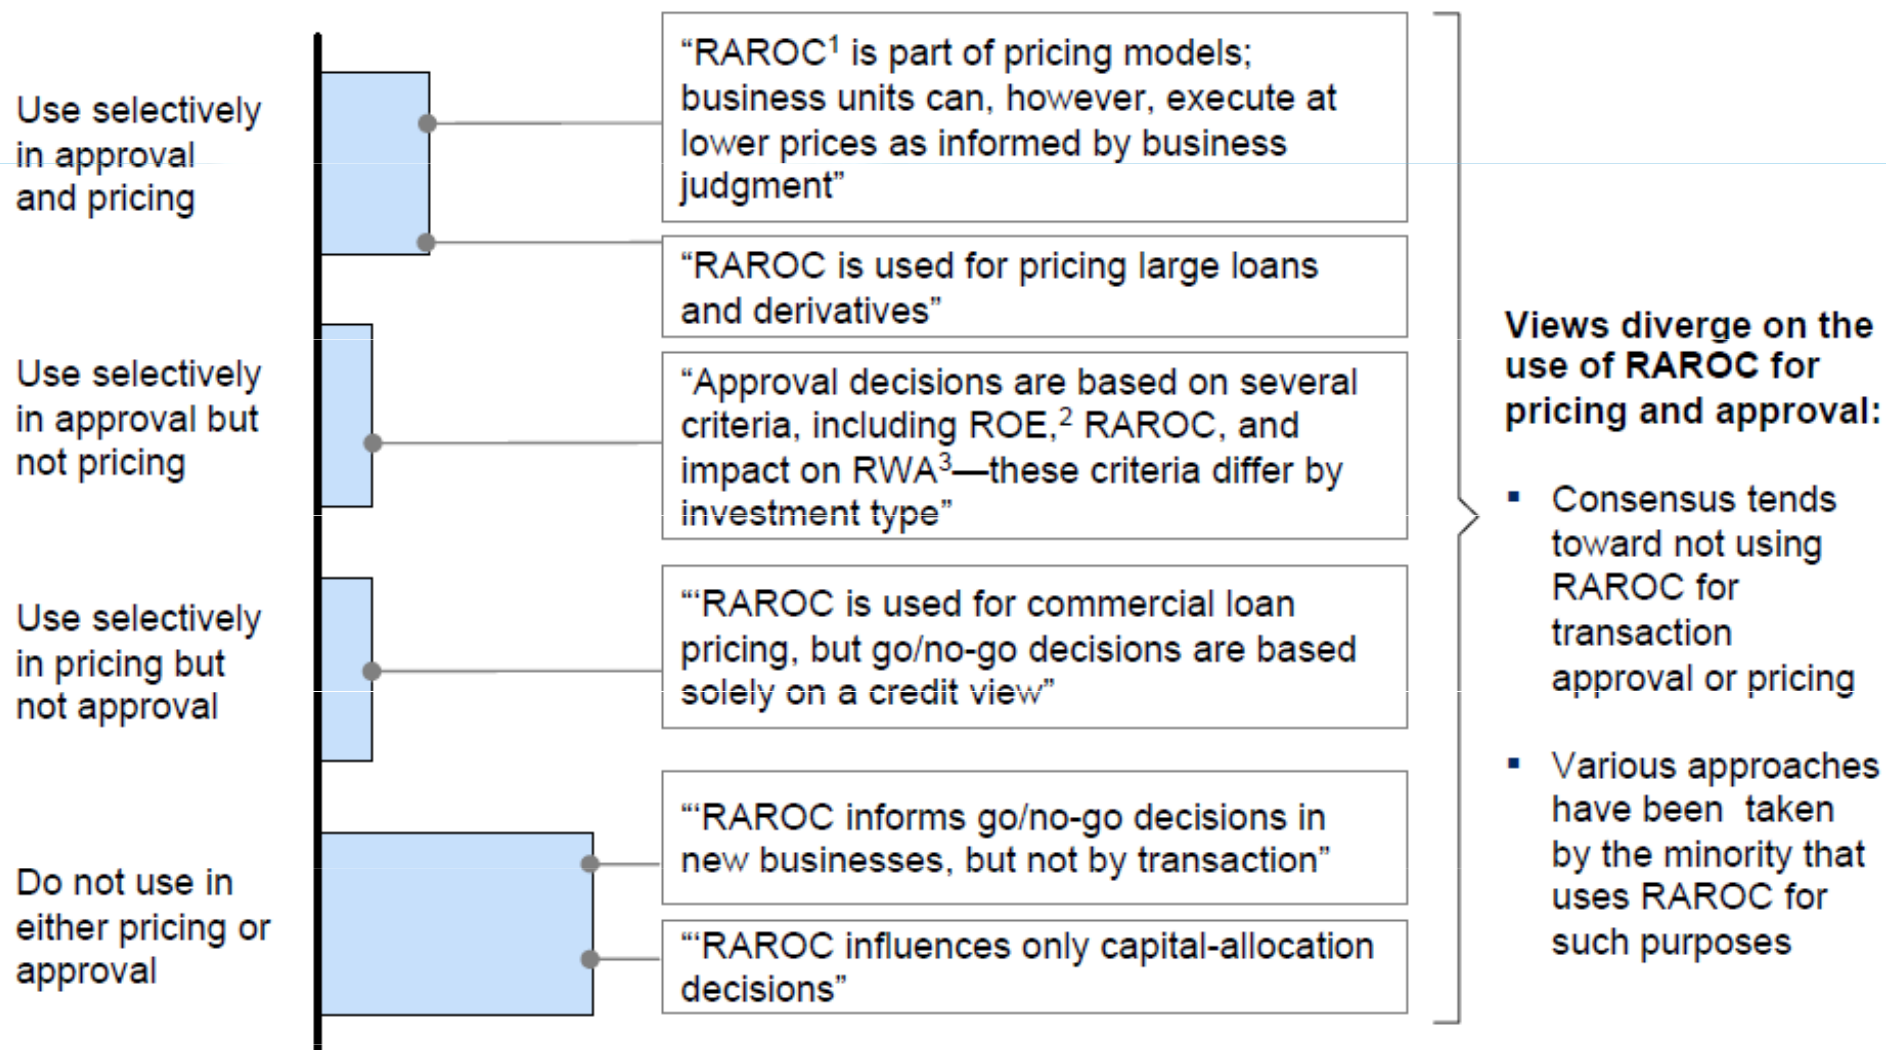 Use selectively
in approval
and pricing
“RAROC¹ is part of pricing models;
business units can, however, execute at
lower prices as informed by business
judgment”
“RAROC is used for pricing large loans
and derivatives”
Use selectively
in approval but
not pricing
“Approval decisions are based on several
criteria, including ROE,² RAROC, and
impact on RWA³—these criteria differ by
investment type”
Use selectively
in pricing but
not approval
“‘RAROC is used for commercial loan
pricing, but go/no-go decisions are based
solely on a credit view”
Do not use in
either pricing or
approval
“‘RAROC informs go/no-go decisions in
new businesses, but not by transaction”
“‘RAROC influences only capital-allocation
decisions”
Views diverge on the
use of RAROC for
pricing and approval:
▪ Consensus tends
toward not using
RAROC for
transaction
approval or pricing
▪ Various approaches
have been taken
by the minority that
uses RAROC for
such purposes